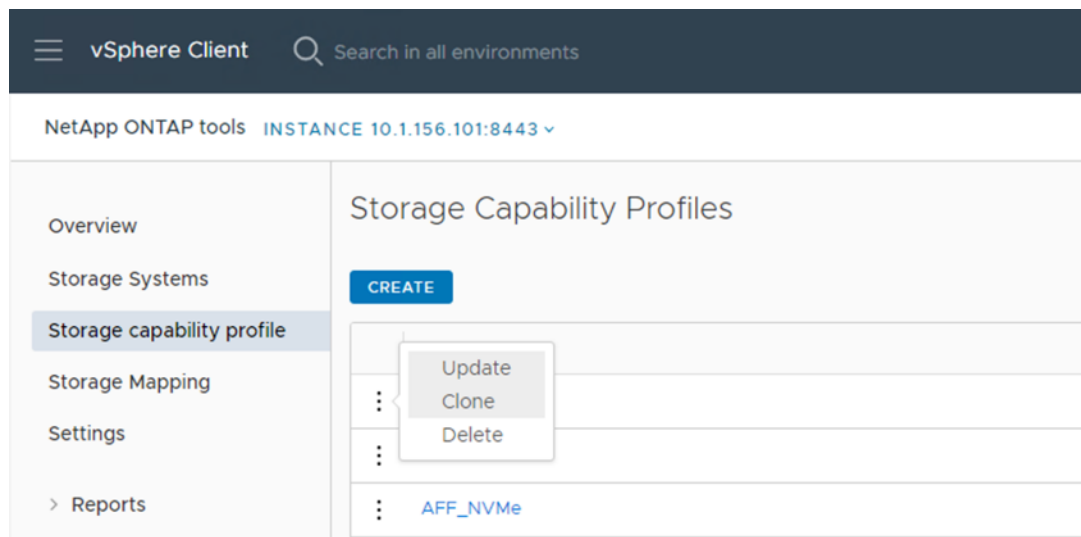 vSphere Client Search in all environments
NetApp ONTAP tools INSTANCE 10.1.156.101:8443
Overview
Storage Systems
Storage capability profile
Storage Mapping
Settings
Reports
Storage Capability Profiles
CREATE
Update
Clone
Delete
AFF_NVMe